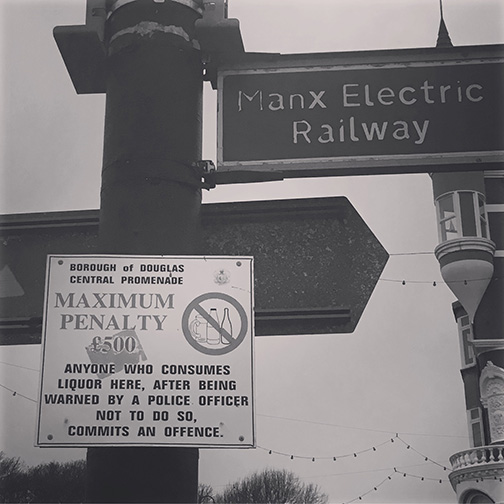 Manx Electric
Railway
BOROUGH of DOUGLAS
CENTRAL PROMENADE
MAXIMUM
PENALTY
£500
ANYONE WHO CONSUMES
LIQUOR HERE, AFTER BEING
WARNED BY A POLICE OFFICER
NOT TO DO SO,
COMMITS AN OFFENCE.